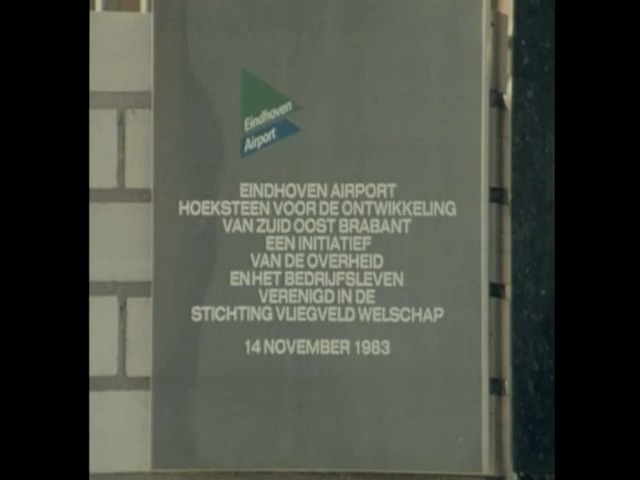 Eindhoven
Airport
EINDHOVEN AIRPORT
HOEKSTEEN VOOR DE ONTWIKKELING
VAN ZUID OOST BRABANT
EEN INITIATIEF
VAN DE OVERHEID
EN HET BEDRIJFSLEVEN
VERENIGD IN DE
STICHTING VLIEGVELD WELSCHAP
14 NOVEMBER 1983